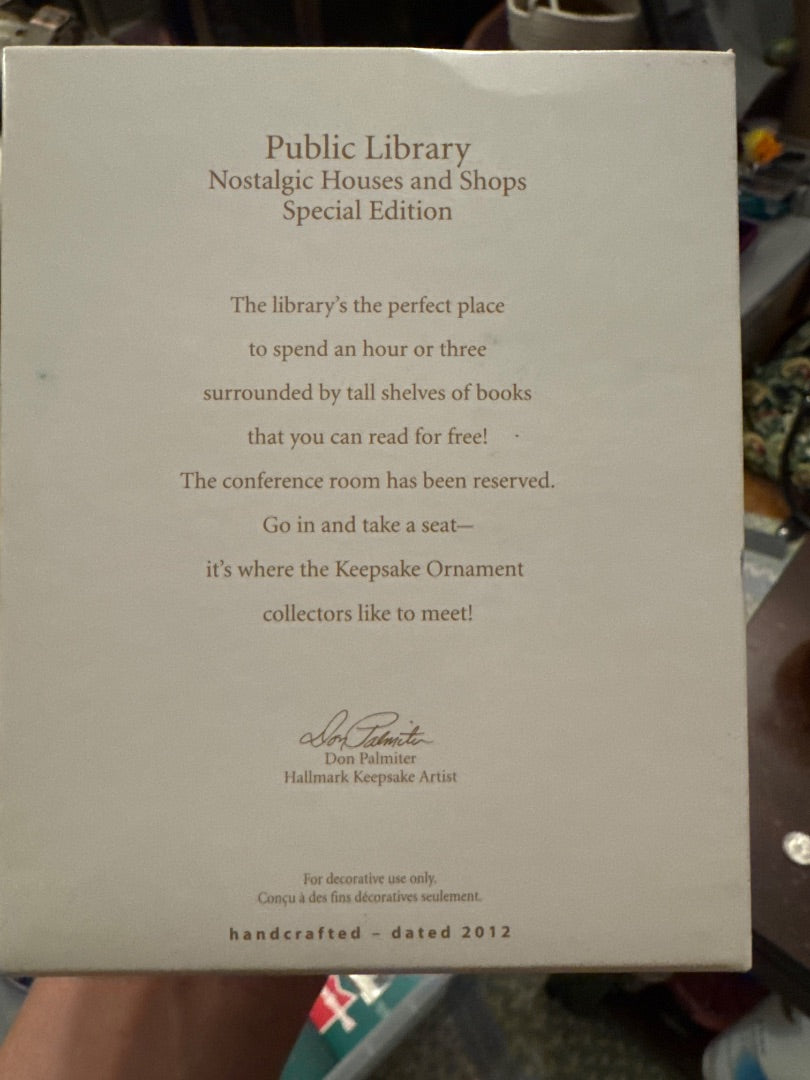 Public Library
Nostalgic Houses and Shops
Special Edition
The library's the perfect place
to spend an hour or three
surrounded by tall shelves of books
that you can read for free!
The conference room has been reserved.
Go in and take a seat—
it's where the Keepsake Ornament
collectors like to meet!
Don Palmiter
Don Palmiter
Hallmark Keepsake Artist
For decorative use only.
Conçu à des fins décoratives seulement.
handcrafted – dated 2012